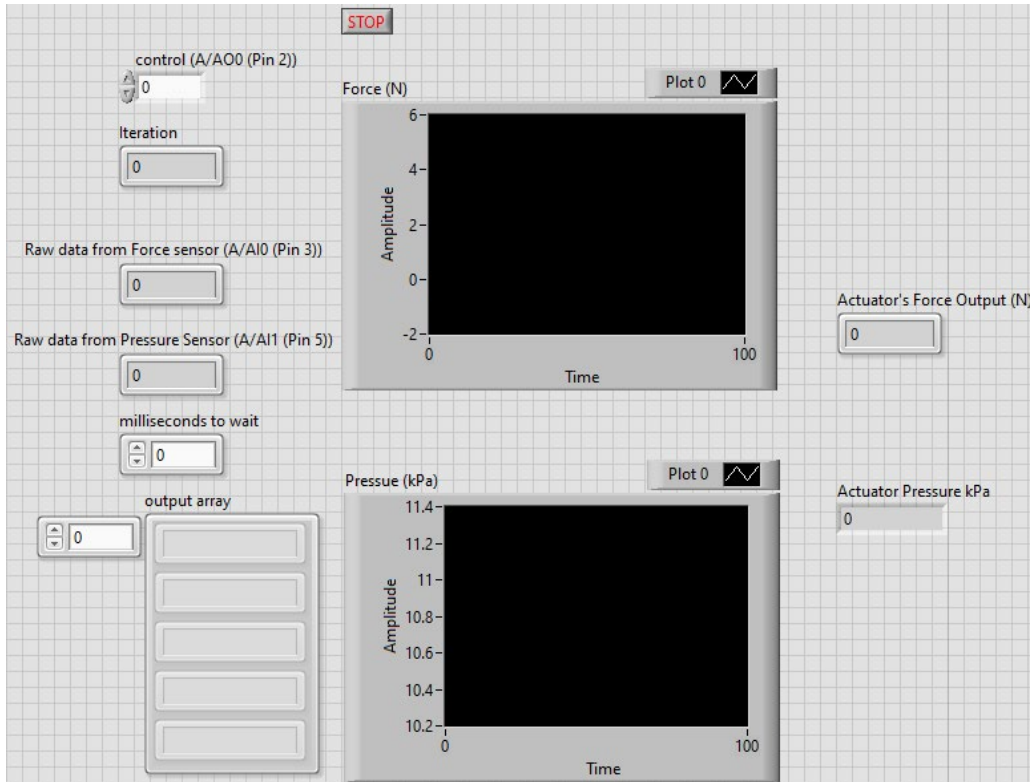 STOP
control (A/AO0 (Pin 2))
0
Iteration
0
Raw data from Force sensor (A/AI0 (Pin 3))
0
Raw data from Pressure Sensor (A/AI1 (Pin 5))
0
milliseconds to wait
0
output array
0
Force (N)
Plot 0
Amplitude
6
4
2
0
-2
0
100
Time
Actuator's Force Output (N)
0
Pressue (kPa)
Plot 0
Amplitude
11.4
11.2
11
10.8
10.6
10.4
10.2
0
100
Time
Actuator Pressure kPa
0